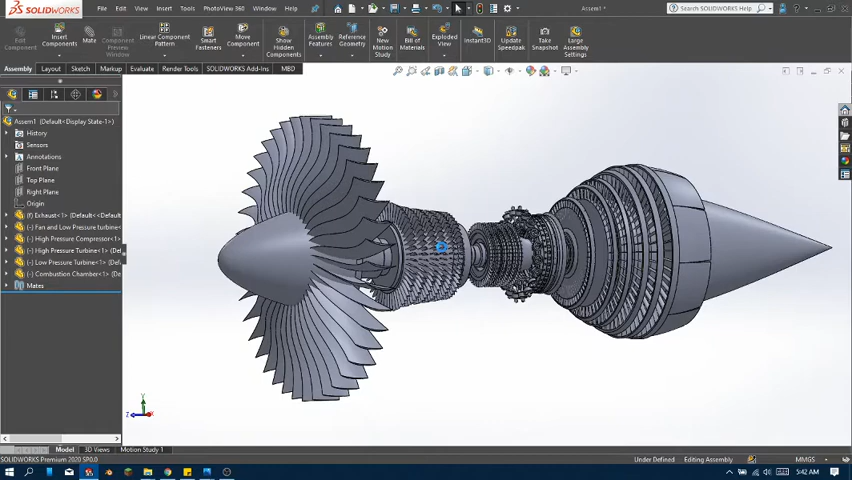 SOLIDWORKS File Edit View Insert Tools PhotoView 360 Window Assem1 * Search SOLIDWORKS Help
Edit Component Insert Components Mate Component Preview Window Linear Component Pattern Smart Fasteners Move Component Show Hidden Components Assembly Features Reference Geometry New Motion Study Bill of Materials Exploded View Instant3D Update Speedpak Take Snapshot Large Assembly Settings
Assembly Layout Sketch Markup Evaluate Render Tools SOLIDWORKS Add-Ins MBD
Assem1 (Default<Display State-1>)
History
Sensors
Annotations
Front Plane
Top Plane
Right Plane
Origin
(f) Exhaust<1> (Default<<Default
(-) Fan and Low Pressure turbine<
(-) High Pressure Compressor<1>
(-) High Pressure Turbine<1> (De
(-) Low Pressure Turbine<1> (Defa
(-) Combustion Chamber<1> (De
Mates
Y
Z X
Model 3D Views Motion Study 1
SOLIDWORKS Premium 2020 SP0.0 Under Defined Editing Assembly MMGS
5:42 AM